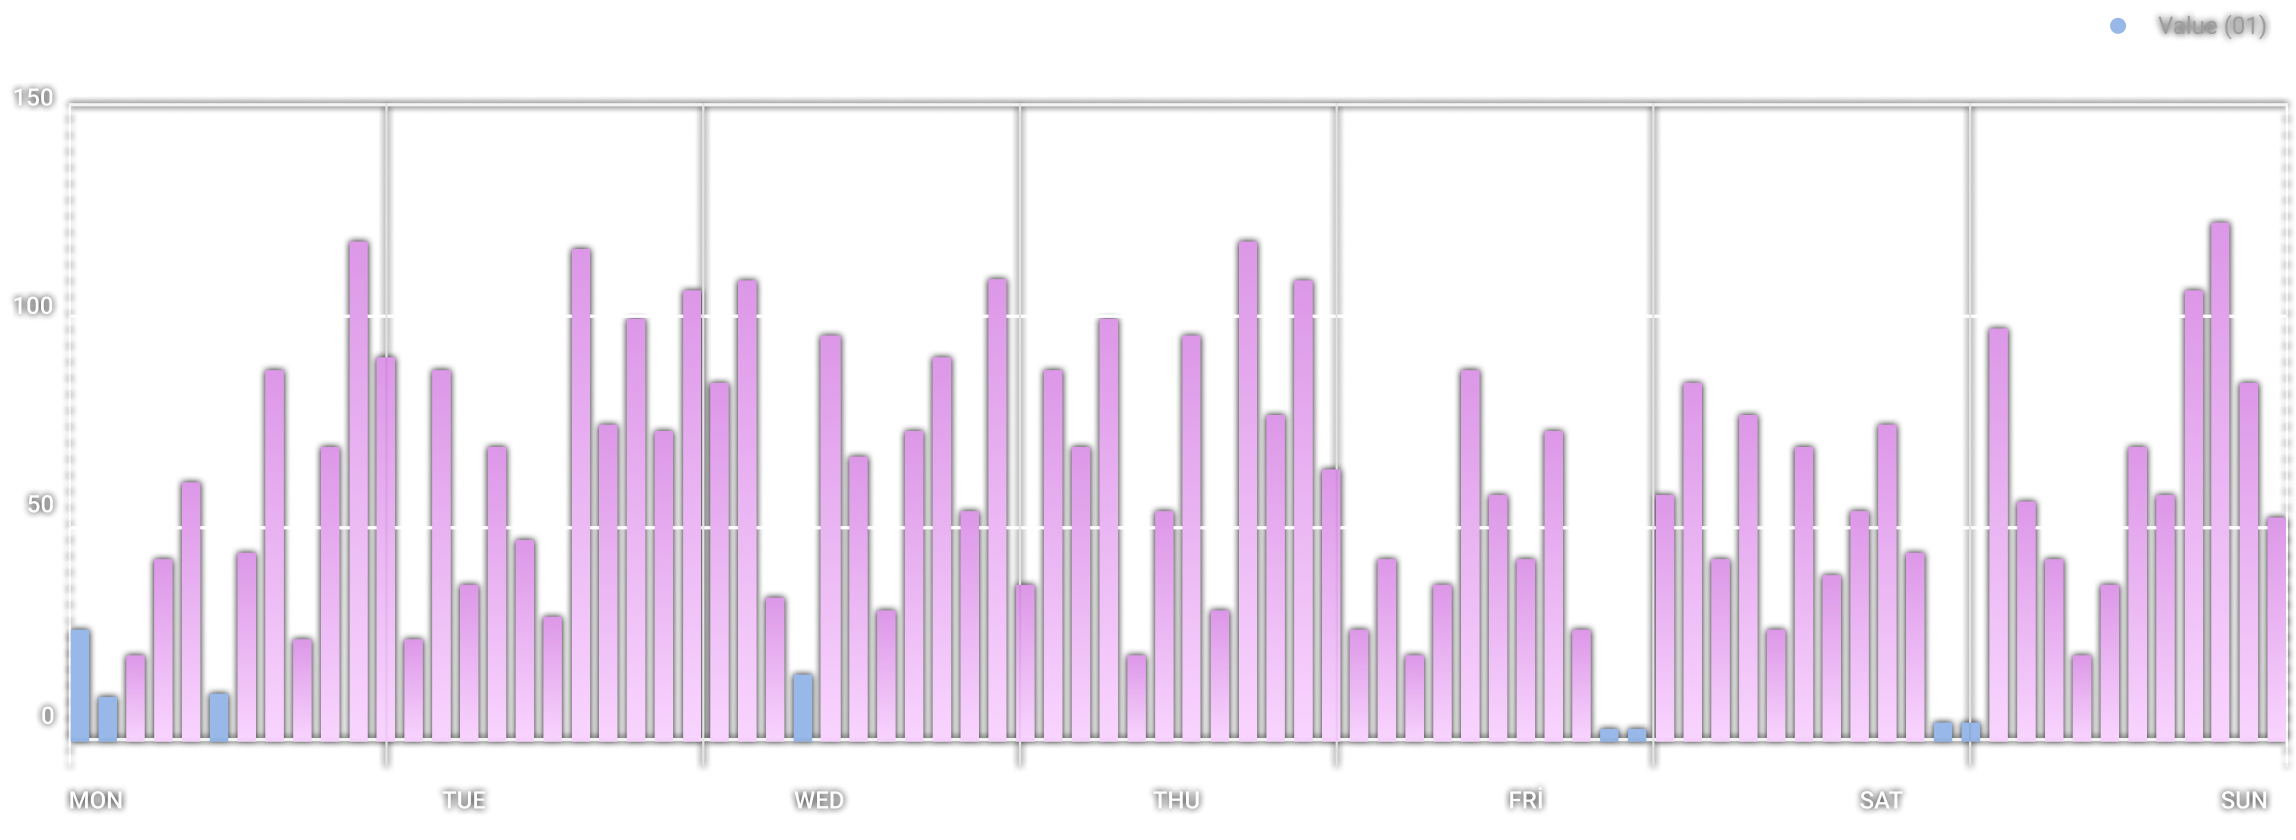 Value (01)
150
100
50
0
MON TUE WED THU FRİ SAT SUN